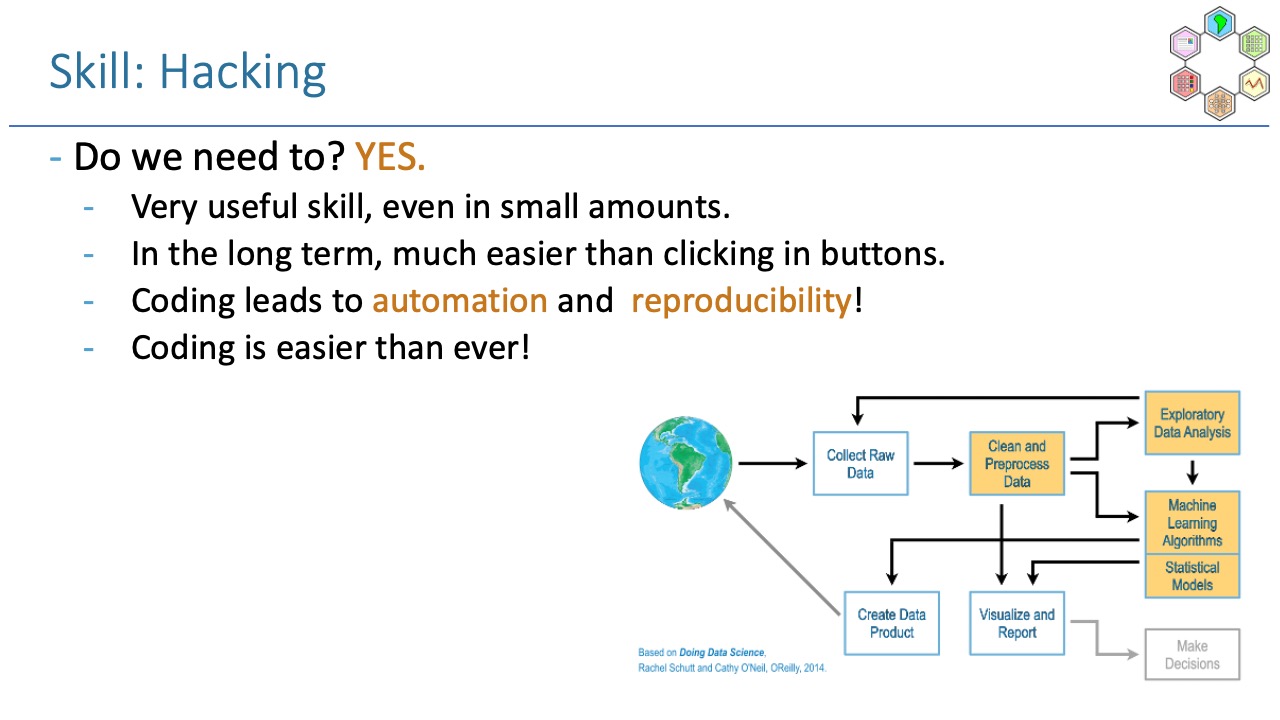 Skill: Hacking
- Do we need to? YES.
- Very useful skill, even in small amounts.
- In the long term, much easier than clicking in buttons.
- Coding leads to automation and  reproducibility!
- Coding is easier than ever!
Exploratory
Data Analysis
Collect Raw
Data
Clean and
Preprocess
Data
Machine
Learning
Algorithms
Statistical
Models
Create Data
Product
Visualize and
Report
Make
Decisions
Based on Doing Data Science,
Rachel Schutt and Cathy O'Neil, OReilly, 2014.